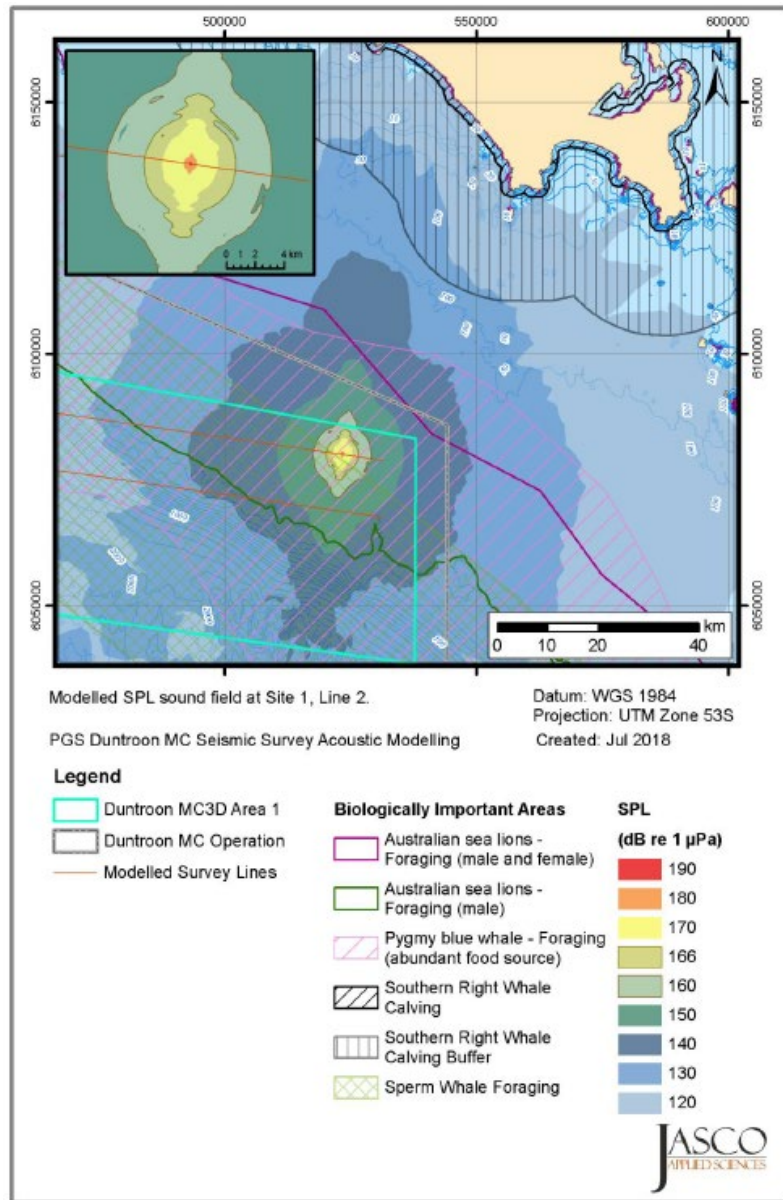 500000 550000 600000
N
6150000 6150000
0 2 4 km
6100000 6100000
6050000 6050000
km
0 10 20 40
Modelled SPL sound field at Site 1, Line 2.
Datum: WGS 1984
Projection: UTM Zone 53S
PGS Duntroon MC Seismic Survey Acoustic Modelling
Created: Jul 2018
Legend
Duntroon MC3D Area 1
Duntroon MC Operation
Modelled Survey Lines
Biologically Important Areas
Australian sea lions -
Foraging (male and female)
Australian sea lions -
Foraging (male)
Pygmy blue whale - Foraging
(abundant food source)
Southern Right Whale
Calving
Southern Right Whale
Calving Buffer
Sperm Whale Foraging
SPL
(dB re 1 µPa)
190
180
170
166
160
150
140
130
120
JASCO
APPLIED SCIENCES